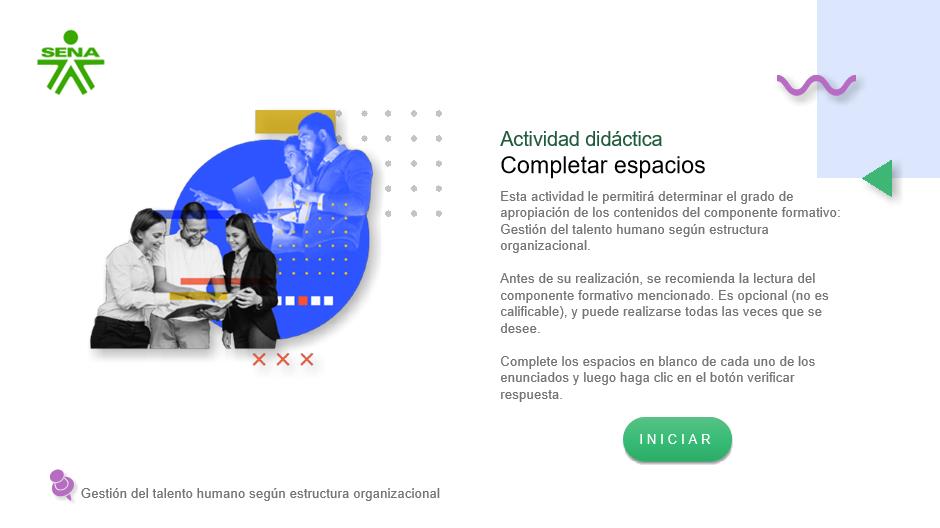 SENA
Actividad didáctica
Completar espacios
Esta actividad le permitirá determinar el grado de
apropiación de los contenidos del componente formativo:
Gestión del talento humano según estructura
organizacional.
Antes de su realización, se recomienda la lectura del
componente formativo mencionado. Es opcional (no es
calificable), y puede realizarse todas las veces que se
desee.
Complete los espacios en blanco de cada uno de los
enunciados y luego haga clic en el botón verificar
respuesta.
INICIAR
Gestión del talento humano según estructura organizacional